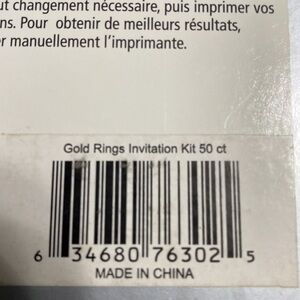 ut changement nécessaire, puis imprimer vos
ns. Pour obtenir de meilleurs résultats,
er manuellement l'imprimante.
Gold Rings Invitation Kit 50 ct
6 34680 76302 5
MADE IN CHINA